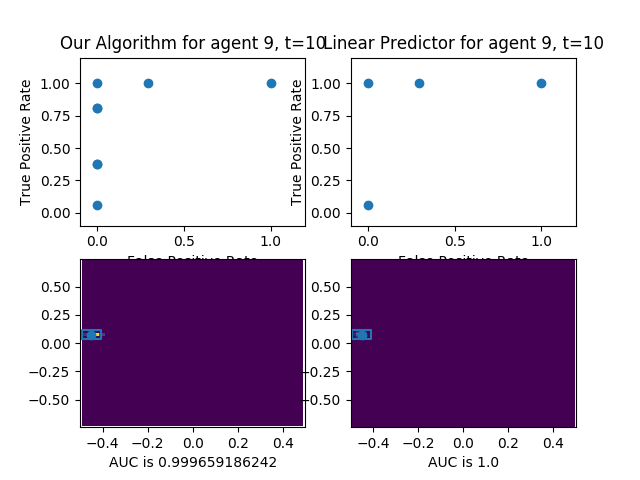 Our Algorithm for agent 9, t=10
Linear Predictor for agent 9, t=10
True Positive Rate
1.00
0.75
0.50
0.25
0.00
0.0 0.5 1.0
False Positive Rate
True Positive Rate
1.00
0.75
0.50
0.25
0.00
0.0 0.5 1.0
False Positive Rate
0.50
0.25
0.00
−0.25
−0.50
−0.4 −0.2 0.0 0.2 0.4
AUC is 0.999659186242
0.50
0.25
0.00
−0.25
−0.50
−0.4 −0.2 0.0 0.2 0.4
AUC is 1.0